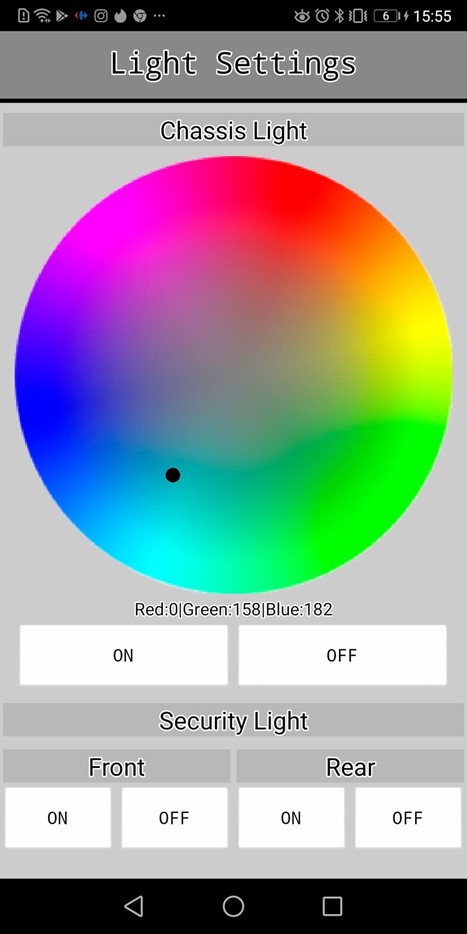 6 15:55
Light Settings
Chassis Light
Red:0|Green:158|Blue:182
ON OFF
Security Light
Front Rear
ON OFF ON OFF